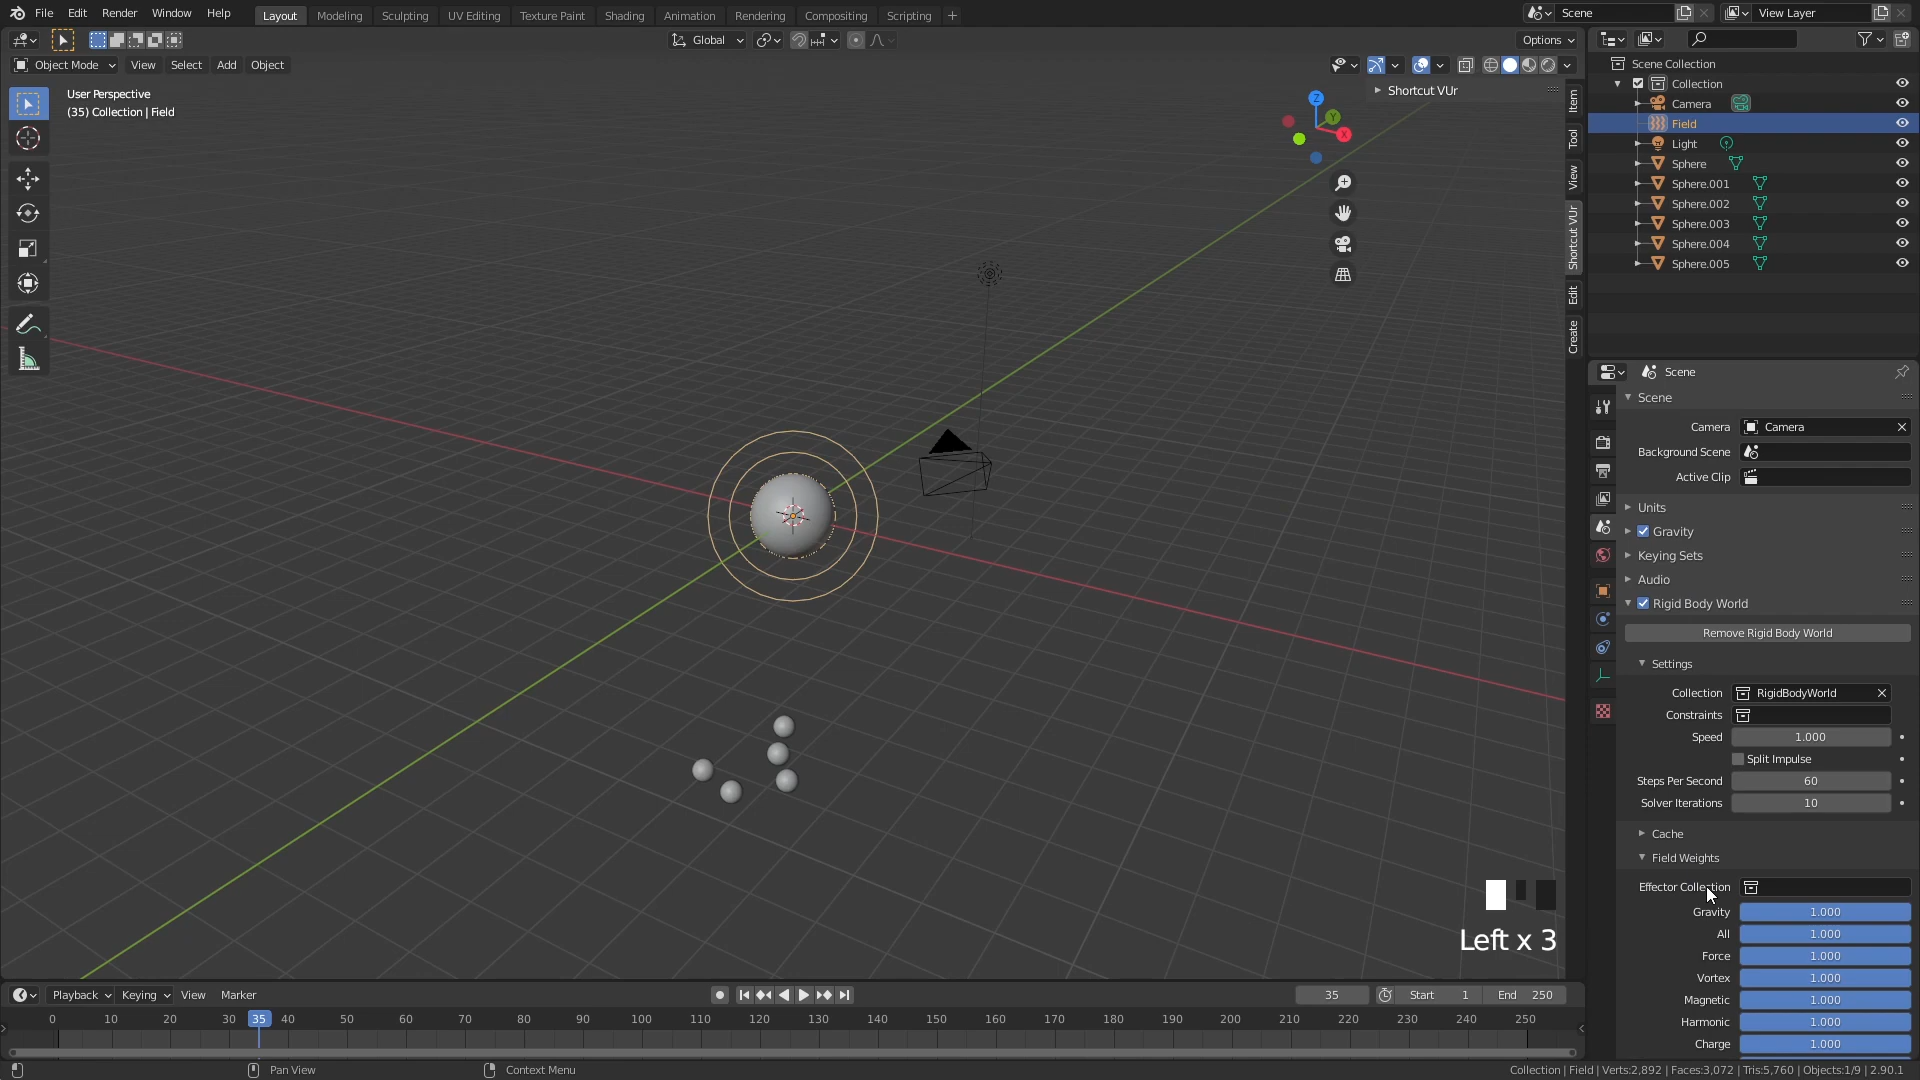 File Edit Render Window Help Layout Modeling Sculpting UV Editing Texture Paint Shading Animation Rendering Compositing Scripting + Scene View Layer
Global Options
Object Mode View Select Add Object
User Perspective
(35) Collection | Field
Shortcut VUr
Z
Y
X
Item
Tool
View
Shortcut VUr
Edit
Create
Scene Collection
Collection
Camera
Field
Light
Sphere
Sphere.001
Sphere.002
Sphere.003
Sphere.004
Sphere.005
Scene
Scene
Camera Camera
Background Scene
Active Clip
Units
Gravity
Keying Sets
Audio
Rigid Body World
Remove Rigid Body World
Settings
Collection RigidBodyWorld
Constraints
Speed 1.000
Split Impulse
Steps Per Second 60
Solver Iterations 10
Cache
Field Weights
Effector Collection
Gravity 1.000
All 1.000
Force 1.000
Vortex 1.000
Magnetic 1.000
Harmonic 1.000
Charge 1.000
Left x 3
Playback Keying View Marker 35 Start 1 End 250
0 10 20 30 35 40 50 60 70 80 90 100 110 120 130 140 150 160 170 180 190 200 210 220 230 240 250
Pan View Context Menu Collection | Field | Verts:2,892 | Faces:3,072 | Tris:5,760 | Objects:1/9 | 2.90.1